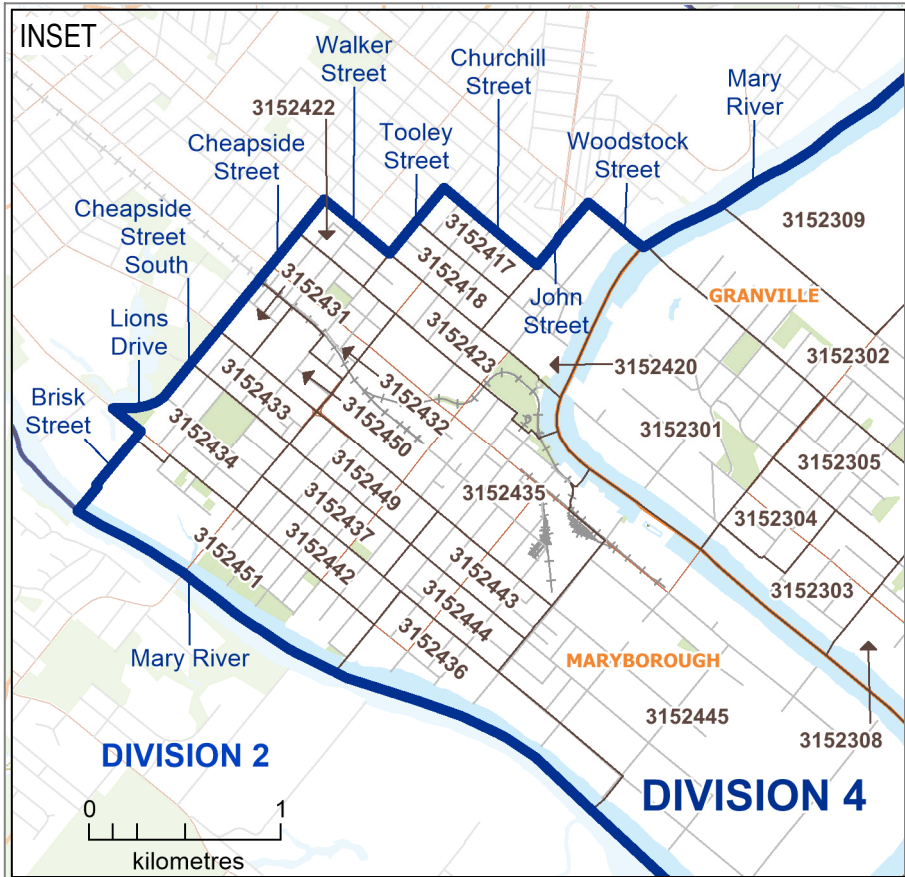 INSET
Walker
Street
Churchill
Street
Mary
River
3152422
Tooley
Street
Woodstock
Street
Cheapside
Street
Cheapside
Street
South
3152309
3152417
3152418
GRANVILLE
3152431
John
Street
Lions
Drive
3152423
3152420
3152302
Brisk
Street
3152433
3152432
3152450
3152301
3152434
3152305
3152449
3152435
3152437
3152304
3152442
3152451
3152443
3152303
3152444
3152436
Mary River
MARYBOROUGH
3152445
3152308
DIVISION 2
DIVISION 4
0 1
kilometres